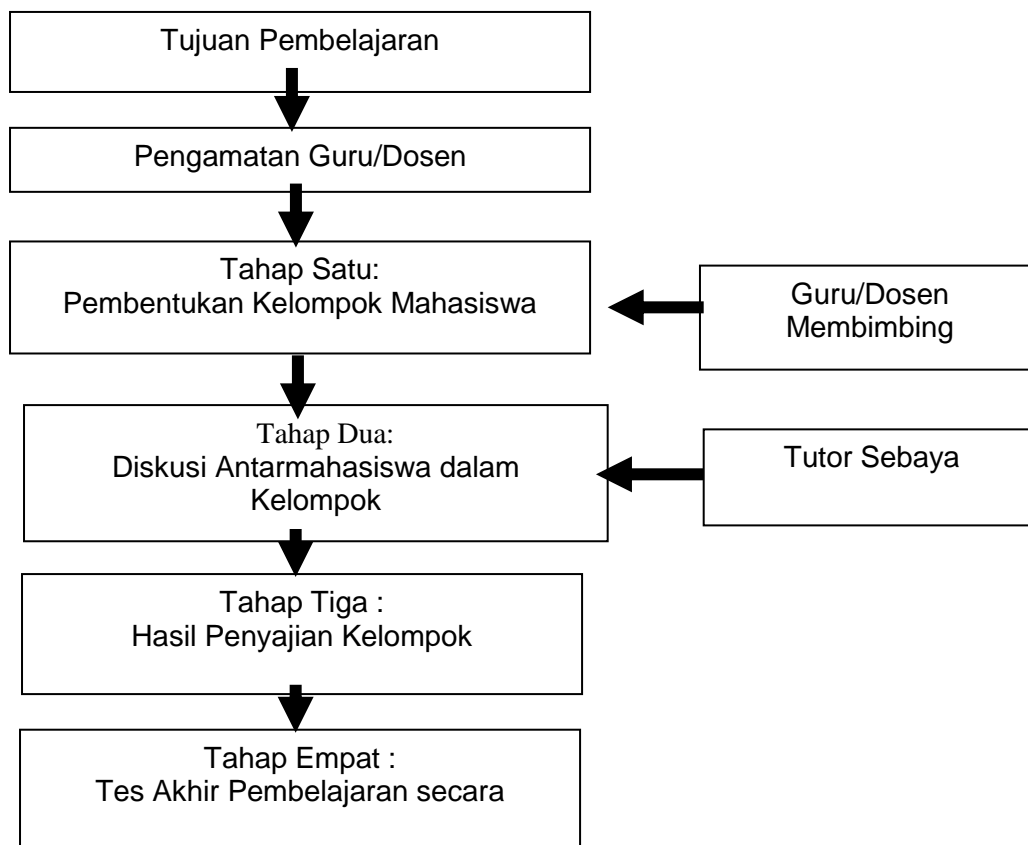 Tujuan Pembelajaran
Pengamatan Guru/Dosen
Tahap Satu:
Pembentukan Kelompok Mahasiswa
Guru/Dosen
Membimbing
Tahap Dua:
Diskusi Antarmahasiswa dalam
Kelompok
Tutor Sebaya
Tahap Tiga :
Hasil Penyajian Kelompok
Tahap Empat :
Tes Akhir Pembelajaran secara